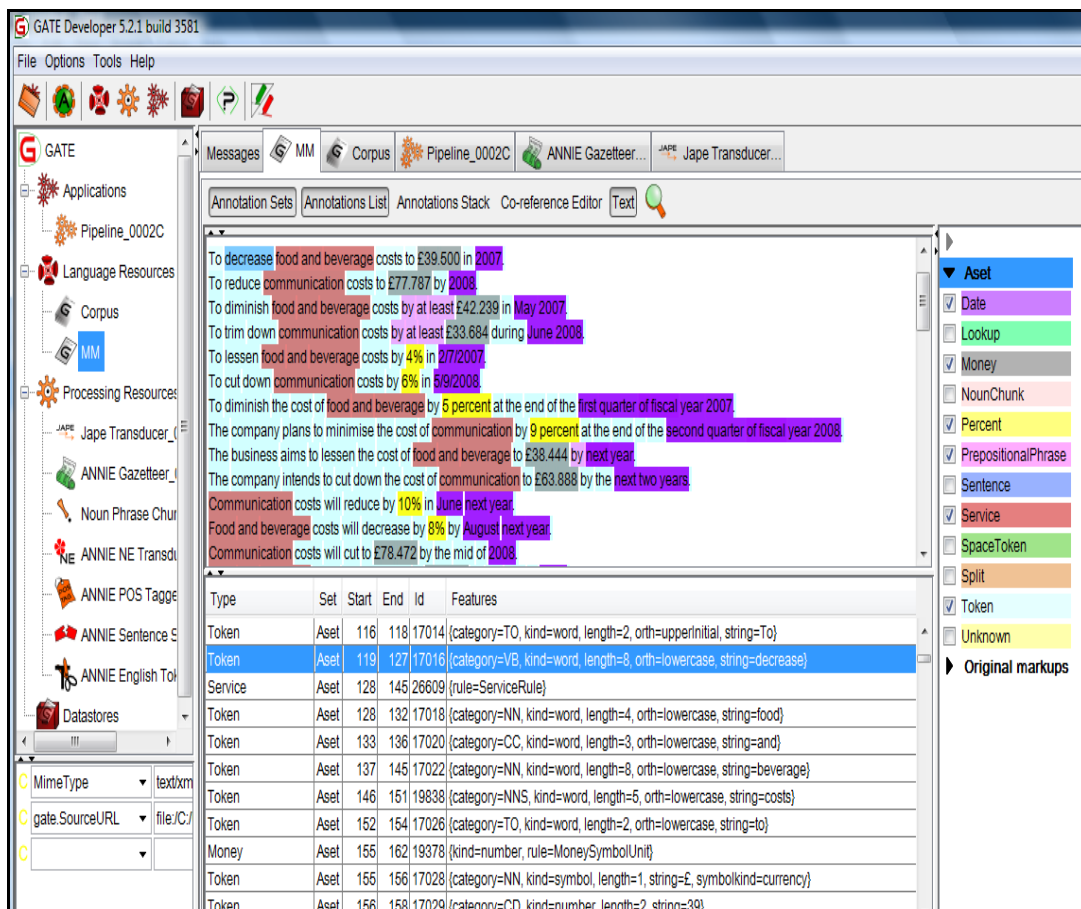 GATE Developer 5.2.1 build 3581
File Options Tools Help
GATE
Applications
Pipeline_0002C
Language Resources
Corpus
MM
Processing Resources
Jape Transducer_
ANNIE Gazetteer_
Noun Phrase Chu
ANNIE NE Transdu
ANNIE POS Tagge
ANNIE Sentence S
ANNIE English Tok
Datastores
MimeType text/xm
gate.SourceURL file:/C:/
Messages MM Corpus Pipeline_0002C ANNIE Gazetteer... Jape Transducer...
Annotation Sets Annotations List Annotations Stack Co-reference Editor Text
To decrease food and beverage costs to £39.500 in 2007.
To reduce communication costs to £77.787 by 2008.
To diminish food and beverage costs by at least £42.239 in May 2007.
To trim down communication costs by at least £33.684 during June 2008.
To lessen food and beverage costs by 4% in 2/7/2007.
To cut down communication costs by 6% in 5/9/2008.
To diminish the cost of food and beverage by 5 percent at the end of the first quarter of fiscal year 2007.
The company plans to minimise the cost of communication by 9 percent at the end of the second quarter of fiscal year 2008.
The business aims to lessen the cost of food and beverage to £38.444 by next year.
The company intends to cut down the cost of communication to £63.888 by the next two years.
Communication costs will reduce by 10% in June next year.
Food and beverage costs will decrease by 8% by August next year.
Communication costs will cut to £78.472 by the mid of 2008.
Type Set Start End Id Features
Token Aset 116 118 17014 {category=TO, kind=word, length=2, orth=upperInitial, string=To}
Token Aset 119 127 17016 {category=VB, kind=word, length=8, orth=lowercase, string=decrease}
Service Aset 128 145 26609 {rule=ServiceRule}
Token Aset 128 132 17018 {category=NN, kind=word, length=4, orth=lowercase, string=food}
Token Aset 133 136 17020 {category=CC, kind=word, length=3, orth=lowercase, string=and}
Token Aset 137 145 17022 {category=NN, kind=word, length=8, orth=lowercase, string=beverage}
Token Aset 146 151 19838 {category=NNS, kind=word, length=5, orth=lowercase, string=costs}
Token Aset 152 154 17026 {category=TO, kind=word, length=2, orth=lowercase, string=to}
Money Aset 155 162 19378 {kind=number, rule=MoneySymbolUnit}
Token Aset 155 156 17028 {category=NN, kind=symbol, length=1, string=£, symbolkind=currency}
Token Aset 156 158 17029 {category=CD, kind=number, length=2, string=39}
Aset
Date
Lookup
Money
NounChunk
Percent
PrepositionalPhrase
Sentence
Service
SpaceToken
Split
Token
Unknown
Original markups